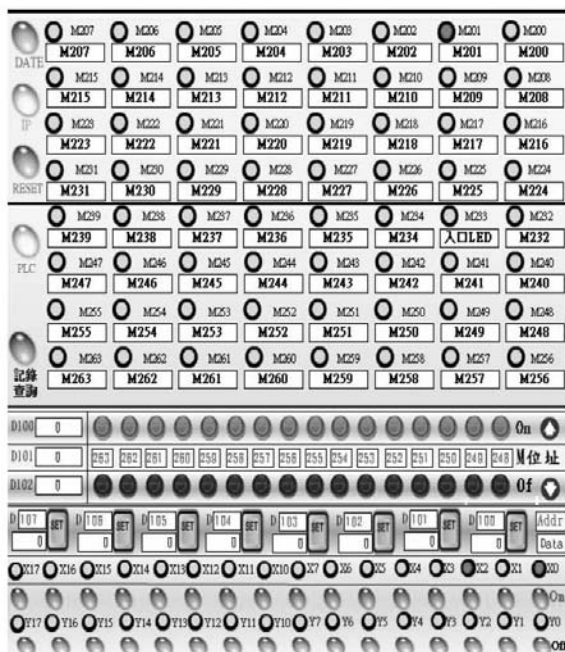 M207 M206 M205 M204 M203 M202 M201 M200
DATE M207 M206 M205 M204 M203 M202 M201 M200
M215 M214 M213 M212 M211 M210 M209 M208
M215 M214 M213 M212 M211 M210 M209 M208
IP M223 M222 M221 M220 M219 M218 M217 M216
M223 M222 M221 M220 M219 M218 M217 M216
M231 M230 M229 M228 M227 M226 M225 M224
RESET M231 M230 M229 M228 M227 M226 M225 M224
M239 M238 M237 M236 M235 M234 M233 M232
M239 M238 M237 M236 M235 M234 入口LED M232
PLC M247 M246 M245 M244 M243 M242 M241 M240
M247 M246 M245 M244 M243 M242 M241 M240
M255 M254 M253 M252 M251 M250 M249 M248
M255 M254 M253 M252 M251 M250 M249 M248
M263 M262 M261 M260 M259 M258 M257 M256
記錄 M263 M262 M261 M260 M259 M258 M257 M256
查詢
D100 0 On
D101 0 263 262 261 260 259 258 257 256 255 254 253 252 251 250 249 248 M位址
D102 0 Of
D 107 SET D 106 SET D 105 SET D 104 SET D 103 SET D 102 SET D 101 SET D 100 SET Addr
0 0 0 0 0 0 0 0 Data
X17 X16 X15 X14 X13 X12 X11 X10 X7 X6 X5 X4 X3 X2 X1 X0
On
Y17 Y16 Y15 Y14 Y13 Y12 Y11 Y10 Y7 Y6 Y5 Y4 Y3 Y2 Y1 Y0
Off